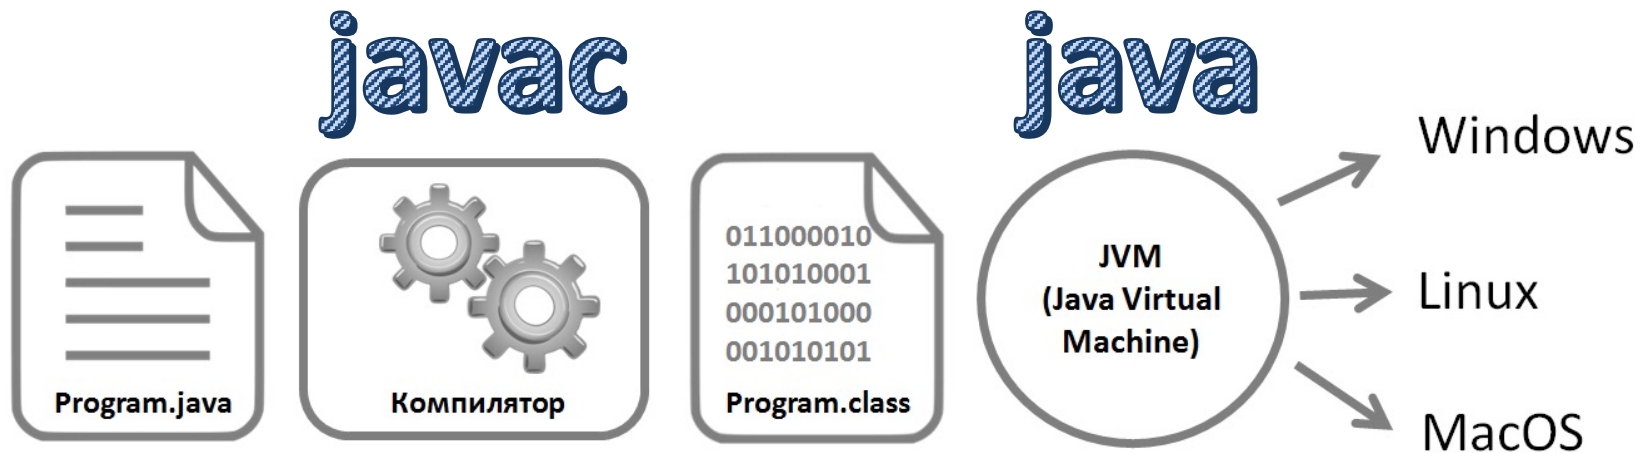 javac
java
Program.java
Компилятор
011000010
101010001
000101000
001010101
Program.class
JVM
(Java Virtual
Machine)
Windows
Linux
MacOS